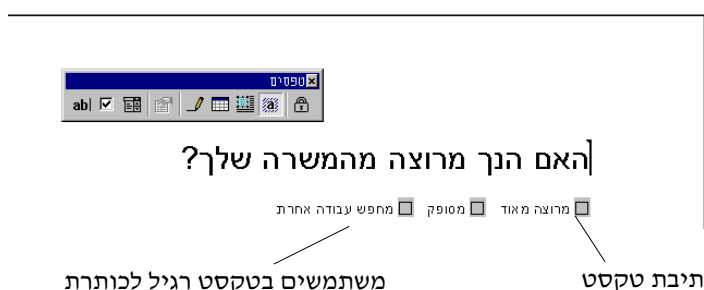 טפסים
ab|
a
האם הנך מרוצה מהמשרה שלך?
מרוצה מאוד מסופק מחפש עבודה אחרת
תיבת טקסט
משתמשים בטקסט רגיל לכותרת